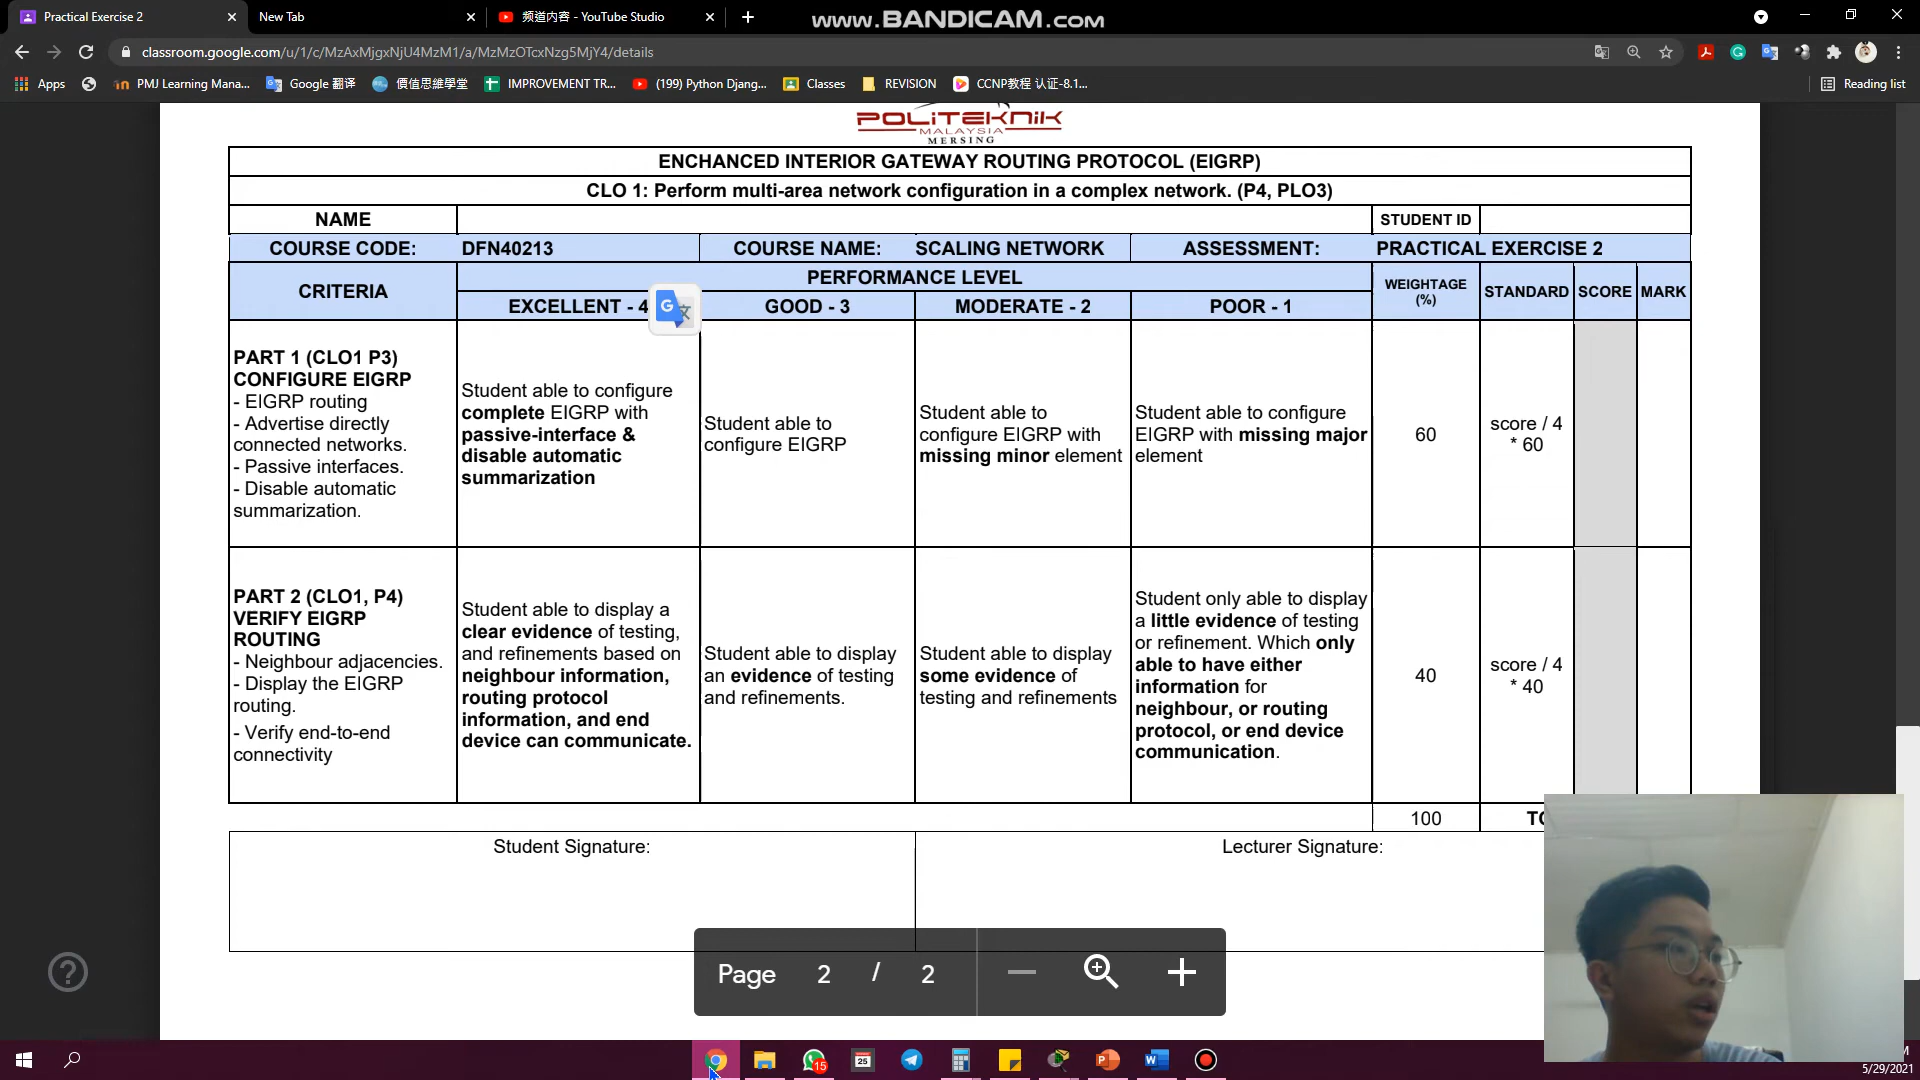 Practical Exercise 2
New Tab
频道内容 - YouTube Studio
www.BANDICAM.com
classroom.google.com/u/1/c/MzAxMjgxNjU4MzM1/a/MzMzOTcxNzg5MjY4/details
Apps
PMJ Learning Mana...
Google 翻译
價值思維學堂
IMPROVEMENT TR...
(199) Python Djang...
Classes
REVISION
CCNP教程 认证-8.1...
Reading list
POLITEKNIK
MALAYSIA
MERSING
ENCHANCED INTERIOR GATEWAY ROUTING PROTOCOL (EIGRP)
CLO 1: Perform multi-area network configuration in a complex network. (P4, PLO3)
NAME
STUDENT ID
COURSE CODE: DFN40213
COURSE NAME: SCALING NETWORK
ASSESSMENT: PRACTICAL EXERCISE 2
CRITERIA
PERFORMANCE LEVEL
EXCELLENT - 4
GOOD - 3
MODERATE - 2
POOR - 1
WEIGHTAGE
(%)
STANDARD
SCORE
MARK
PART 1 (CLO1 P3)
CONFIGURE EIGRP
- EIGRP routing
- Advertise directly
connected networks.
- Passive interfaces.
- Disable automatic
summarization.
Student able to configure
complete EIGRP with
passive-interface &
disable automatic
summarization
Student able to
configure EIGRP
Student able to
configure EIGRP with
missing minor element
Student able to configure
EIGRP with missing major
element
60
score / 4
* 60
PART 2 (CLO1, P4)
VERIFY EIGRP
ROUTING
- Neighbour adjacencies.
- Display the EIGRP
routing.
- Verify end-to-end
connectivity
Student able to display a
clear evidence of testing,
and refinements based on
neighbour information,
routing protocol
information, and end
device can communicate.
Student able to display
an evidence of testing
and refinements.
Student able to display
some evidence of
testing and refinements
Student only able to display
a little evidence of testing
or refinement. Which only
able to have either
information for
neighbour, or routing
protocol, or end device
communication.
40
score / 4
* 40
100
Student Signature:
Lecturer Signature:
Page 2 / 2
15
25
5/29/2021